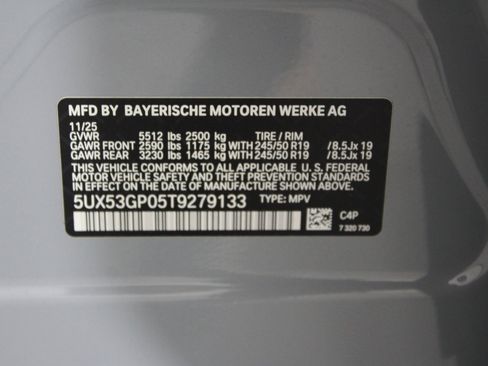 MFD BY BAYERISCHE MOTOREN WERKE AG
11/25
GVWR 5512 lbs 2500 kg TIRE / RIM
GAWR FRONT 2590 lbs 1175 kg WITH 245/50 R19 /8.5Jx 19
GAWR REAR 3230 lbs 1465 kg WITH 245/50 R19 /8.5Jx 19
THIS VEHICLE CONFORMS TO ALL APPLICABLE U. S. FEDERAL
MOTOR VEHICLE SAFETY AND THEFT PREVENTION STANDARDS
IN EFFECT ON THE DATE OF MANUFACTURE SHOWN ABOVE.
5UX53GP05T9279133 TYPE: MPV
C4P
7 320 730